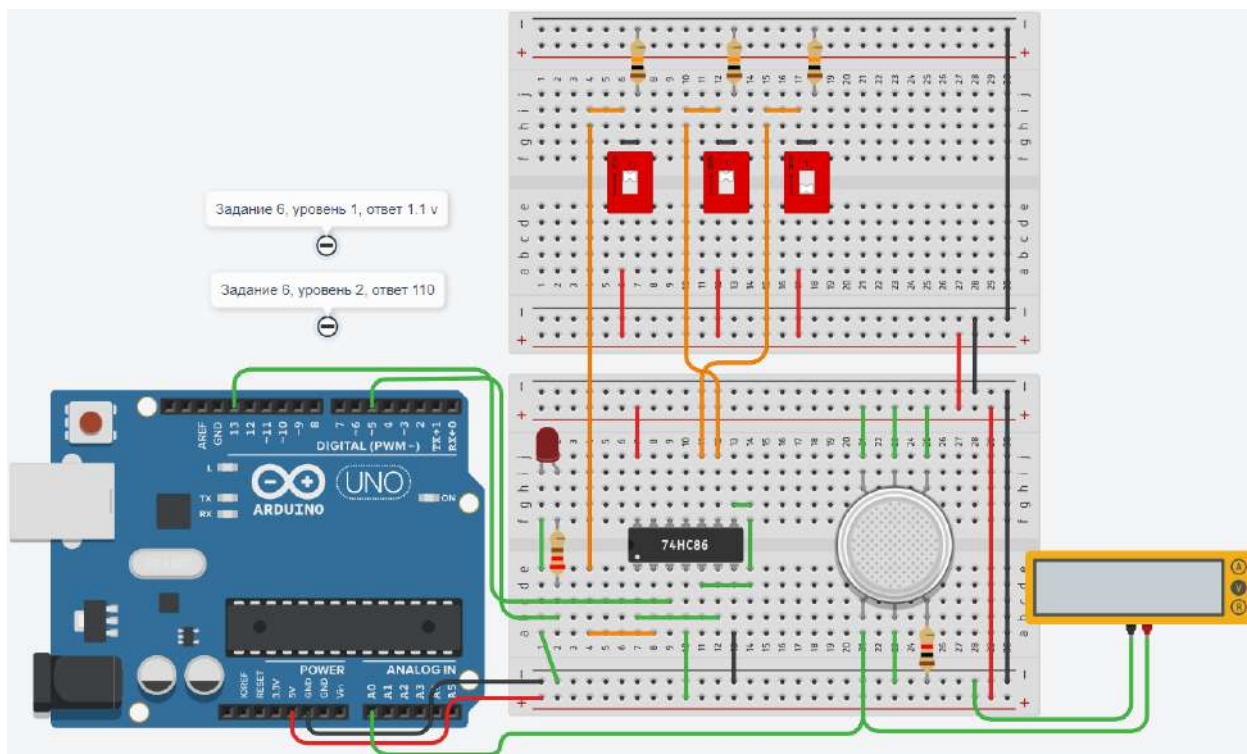 Задание 6, уровень 1, ответ 1.1 v
Задание 6, уровень 2, ответ 110
AREF
GND
13
12
~11
~10
~9
8
7
~6
~5
4
~3
2
TX→1
RX←0
DIGITAL (PWM~)
L
TX
RX
ARDUINO
UNO
ON
74HC86
POWER
ANALOG IN
IOREF
RESET
3.3V
5V
GND
GND
Vin
A0
A1
A2
A3
A5
A
V
R